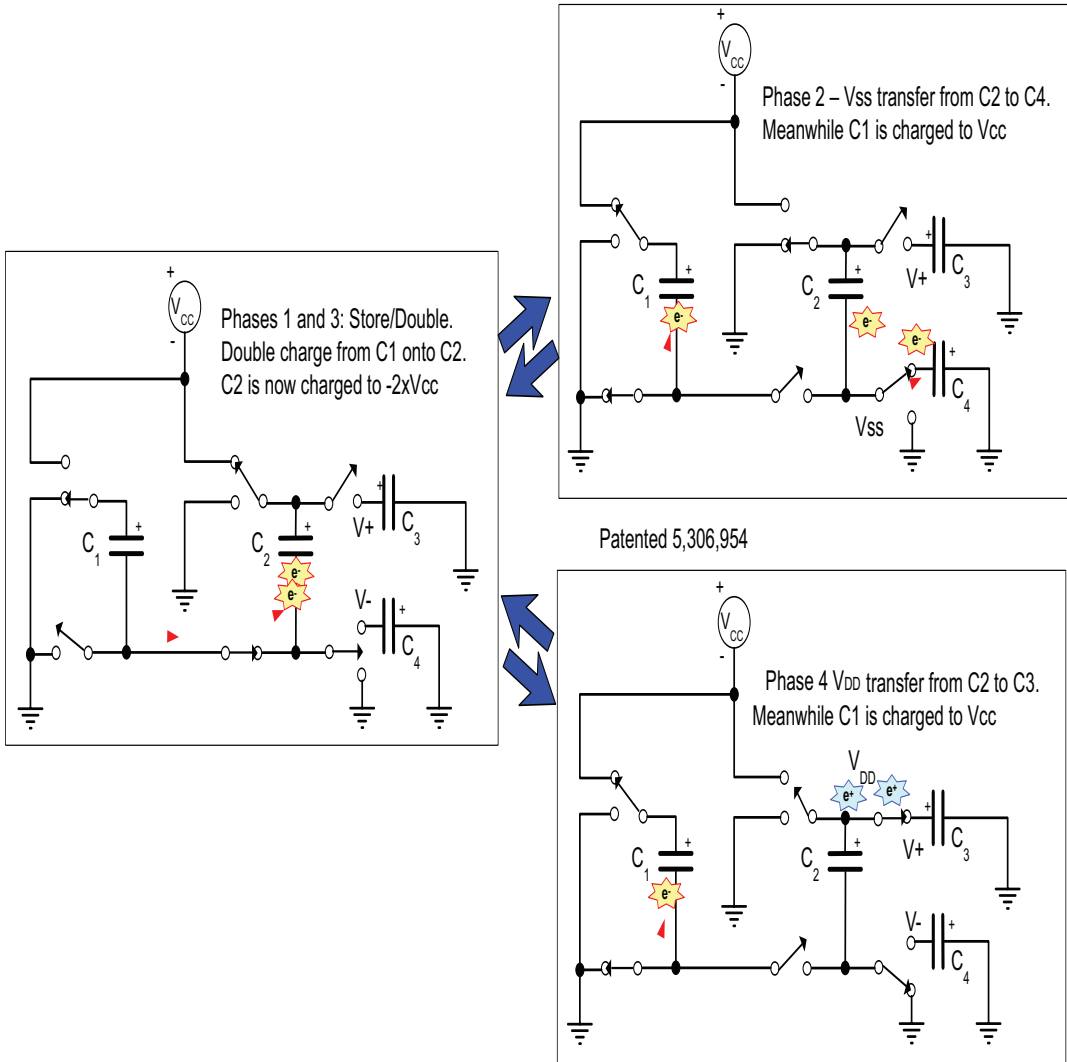 +
VCC
-
Phases 1 and 3: Store/Double.
Double charge from C1 onto C2.
C2 is now charged to -2xVcc
C1
+
C2
+
e-
e-
V+
+
C3
V-
+
C4
+
VCC
-
Phase 2 – Vss transfer from C2 to C4.
Meanwhile C1 is charged to Vcc
C1
+
e-
C2
+
e-
V+
+
C3
e-
+
C4
Vss
Patented 5,306,954
+
VCC
-
Phase 4 VDD transfer from C2 to C3.
Meanwhile C1 is charged to Vcc
VDD
e+
e+
C1
+
e-
C2
+
V+
+
C3
V-
+
C4